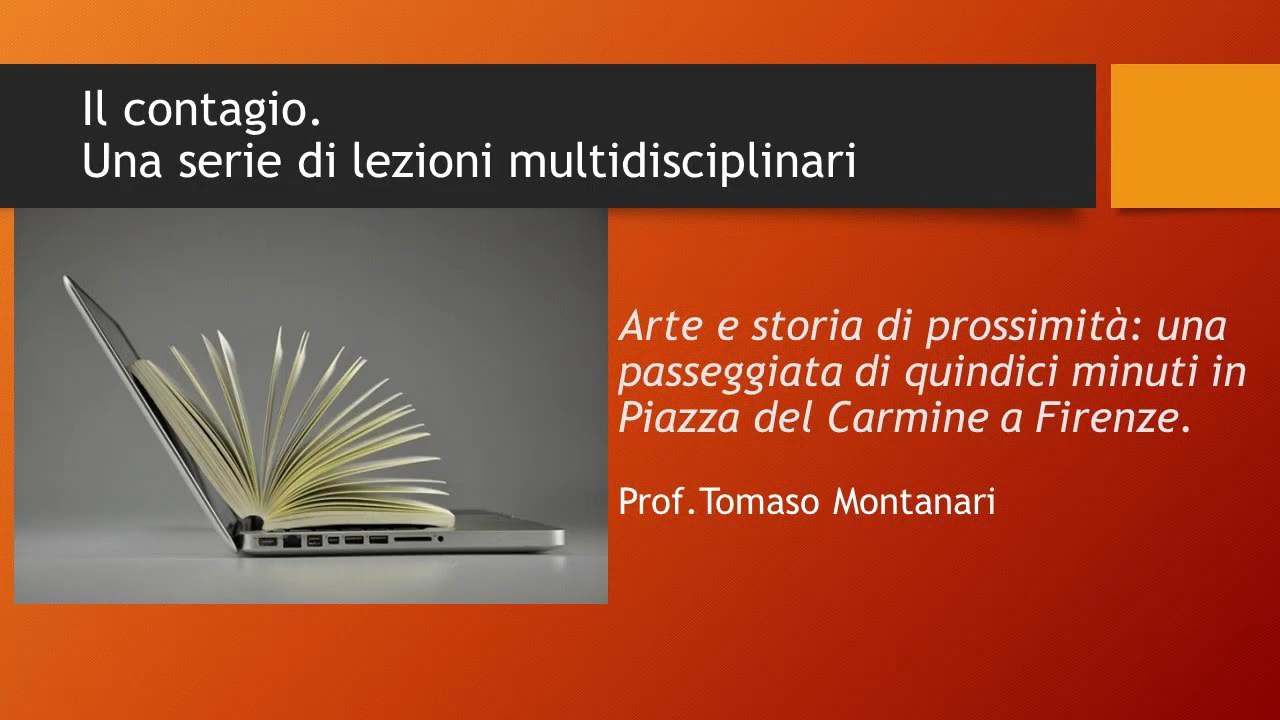 Il contagio.
Una serie di lezioni multidisciplinari
Arte e storia di prossimità: una
passeggiata di quindici minuti in
Piazza del Carmine a Firenze.
Prof.Tomaso Montanari